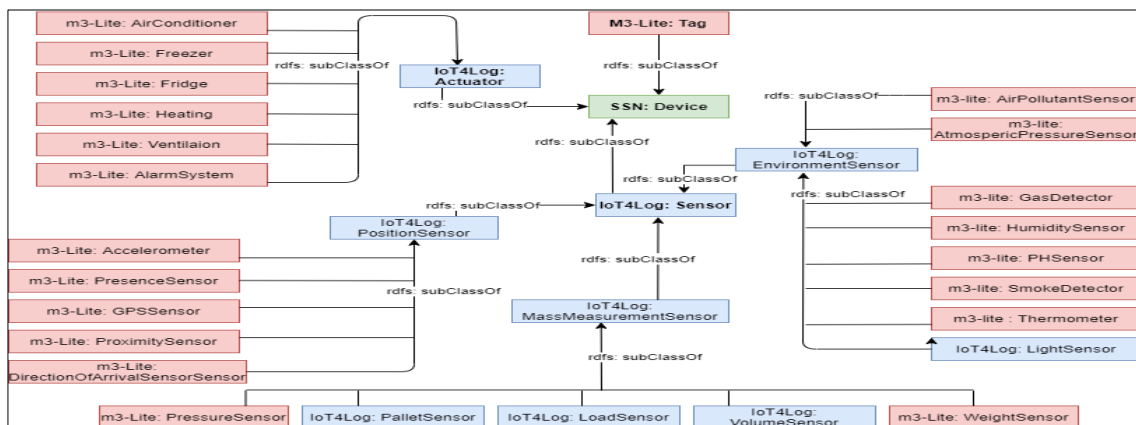 m3-Lite: AirConditioner
m3-Lite: Freezer
m3-Lite: Fridge
m3-Lite: Heating
m3-Lite: Ventilaion
m3-Lite: AlarmSystem
rdfs: subClassOf
IoT4Log:
Actuator
rdfs: subClassOf
M3-Lite: Tag
rdfs: subClassOf
SSN: Device
rdfs: subClassOf
rdfs: subClassOf
m3-lite: AirPollutantSensor
m3-lite:
AtmospericPressureSensor
IoT4Log:
EnvironmentSensor
rdfs: subClassOf
rdfs: subClassOf
IoT4Log: Sensor
rdfs: subClassOf
IoT4Log:
PositionSensor
m3-Lite: Accelerometer
m3-Lite: PresenceSensor
rdfs: subClassOf
m3-Lite: GPSSensor
m3-Lite: ProximitySensor
m3-Lite:
DirectionOfArrivalSensorSensor
rdfs: subClassOf
IoT4Log:
MassMeasurementSensor
rdfs: subClassOf
m3-lite: GasDetector
m3-lite: HumiditySensor
m3-lite: PHSensor
m3-lite: SmokeDetector
m3-lite : Thermometer
IoT4Log: LightSensor
m3-Lite: PressureSensor
IoT4Log: PalletSensor
IoT4Log: LoadSensor
IoT4Log:
VolumeSensor
m3-Lite: WeightSensor